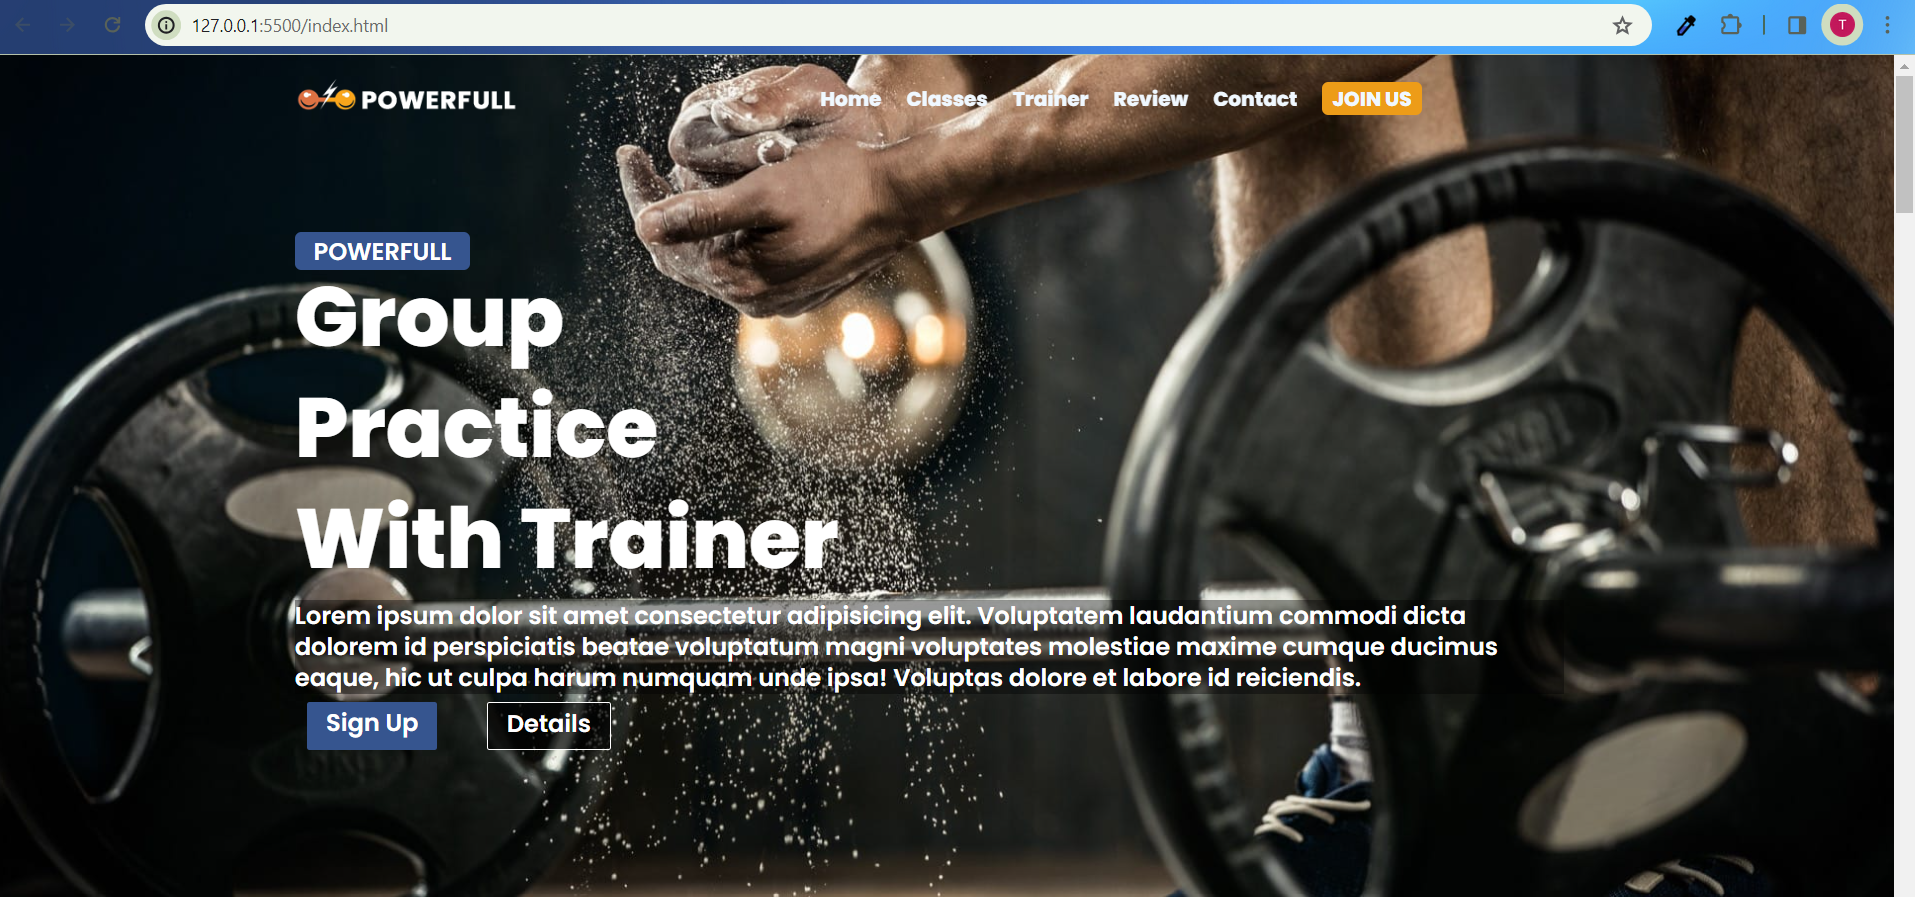 127.0.0.1:5500/index.html
T
POWERFULL
Home Classes Trainer Review Contact JOIN US
POWERFULL
Group
Practice
With Trainer
Lorem ipsum dolor sit amet consectetur adipisicing elit. Voluptatem laudantium commodi dicta
dolorem id perspiciatis beatae voluptatum magni voluptates molestiae maxime cumque ducimus
eaque, hic ut culpa harum numquam unde ipsa! Voluptas dolore et labore id reiciendis.
Sign Up Details